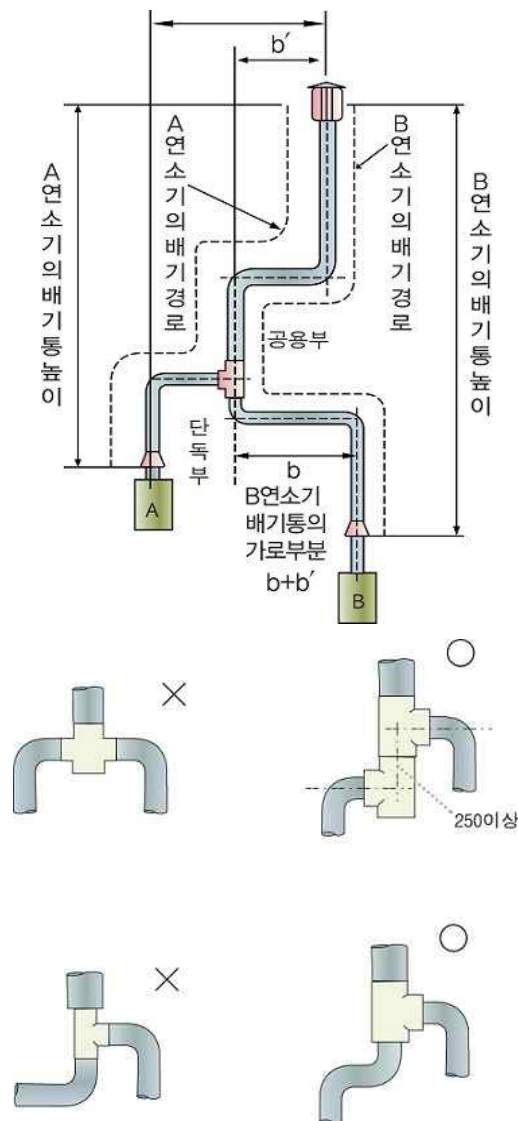 b′
A연소기의배기통높이
A연소기의배기경로
B연소기의배기경로
B연소기의배기통높이
공용부
단독부
b
B연소기
배기통의
가로부분
b+b′
A
B
×
○
250이상
×
○